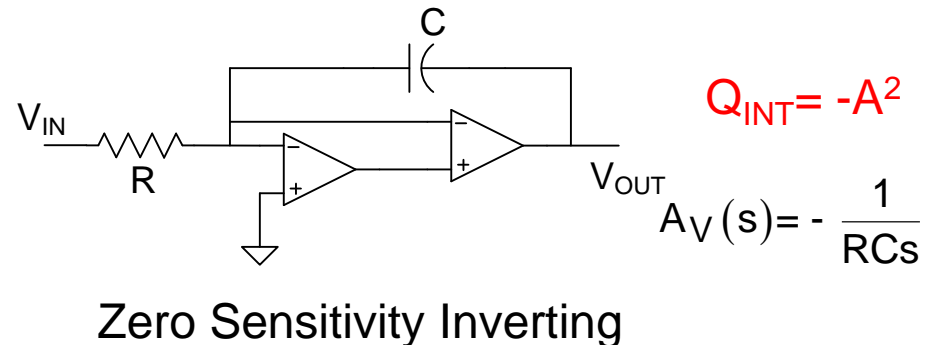 C
V_IN
R
V_OUT
Q_INT= -A²
A_V(s)= - 1/RCs
Zero Sensitivity Inverting